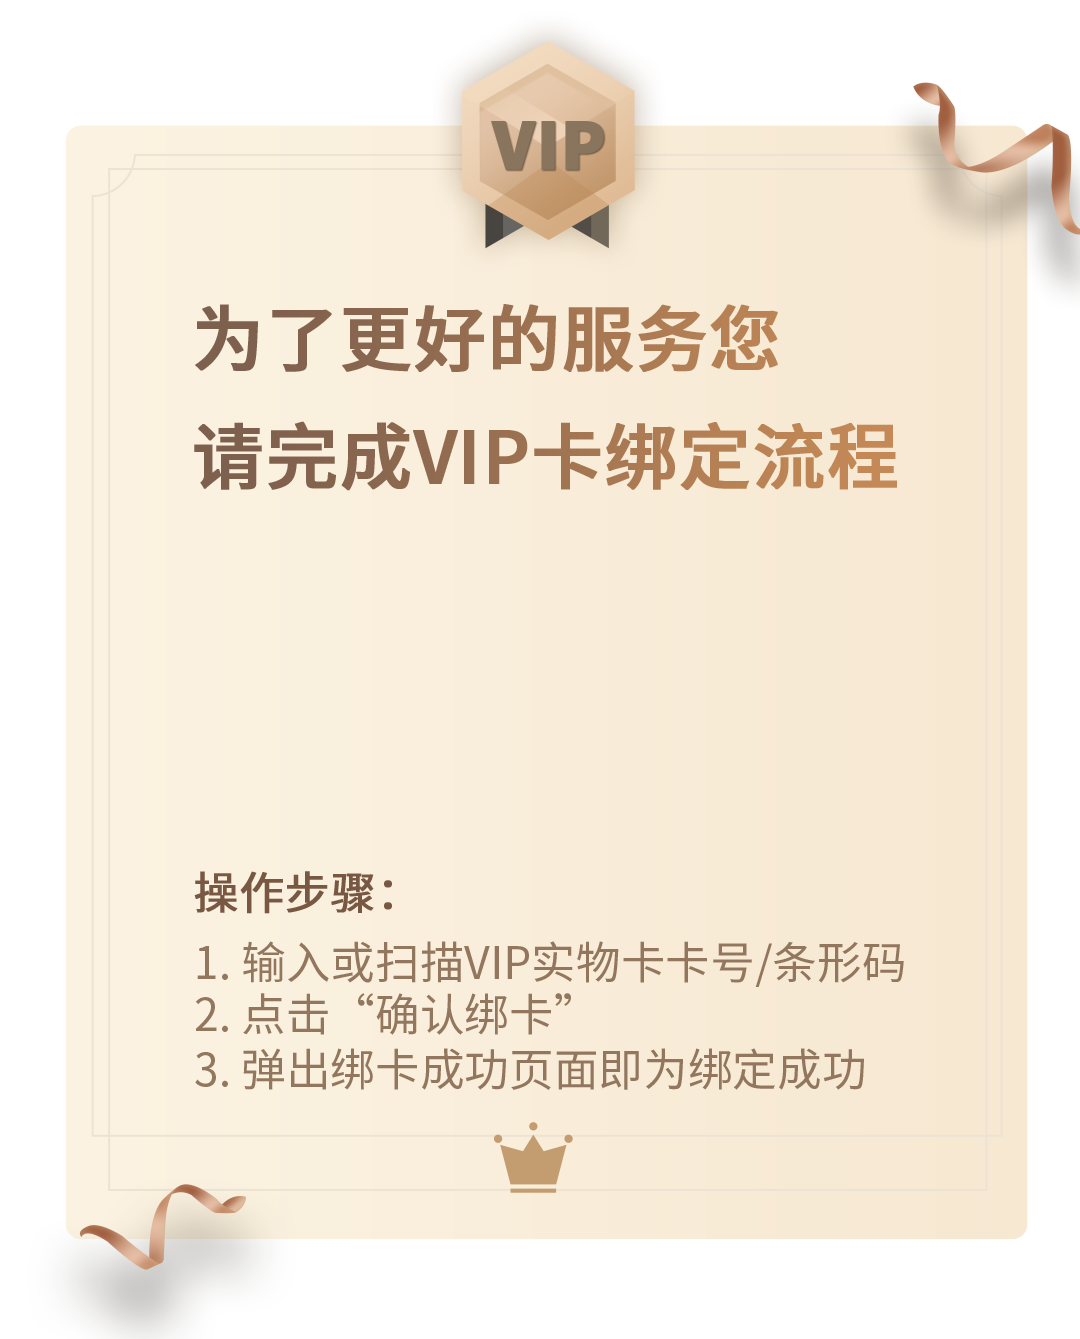 VIP
为了更好的服务您
请完成VIP卡绑定流程
操作步骤：
1. 输入或扫描VIP实物卡卡号/条形码
2. 点击“确认绑卡”
3. 弹出绑卡成功页面即为绑定成功